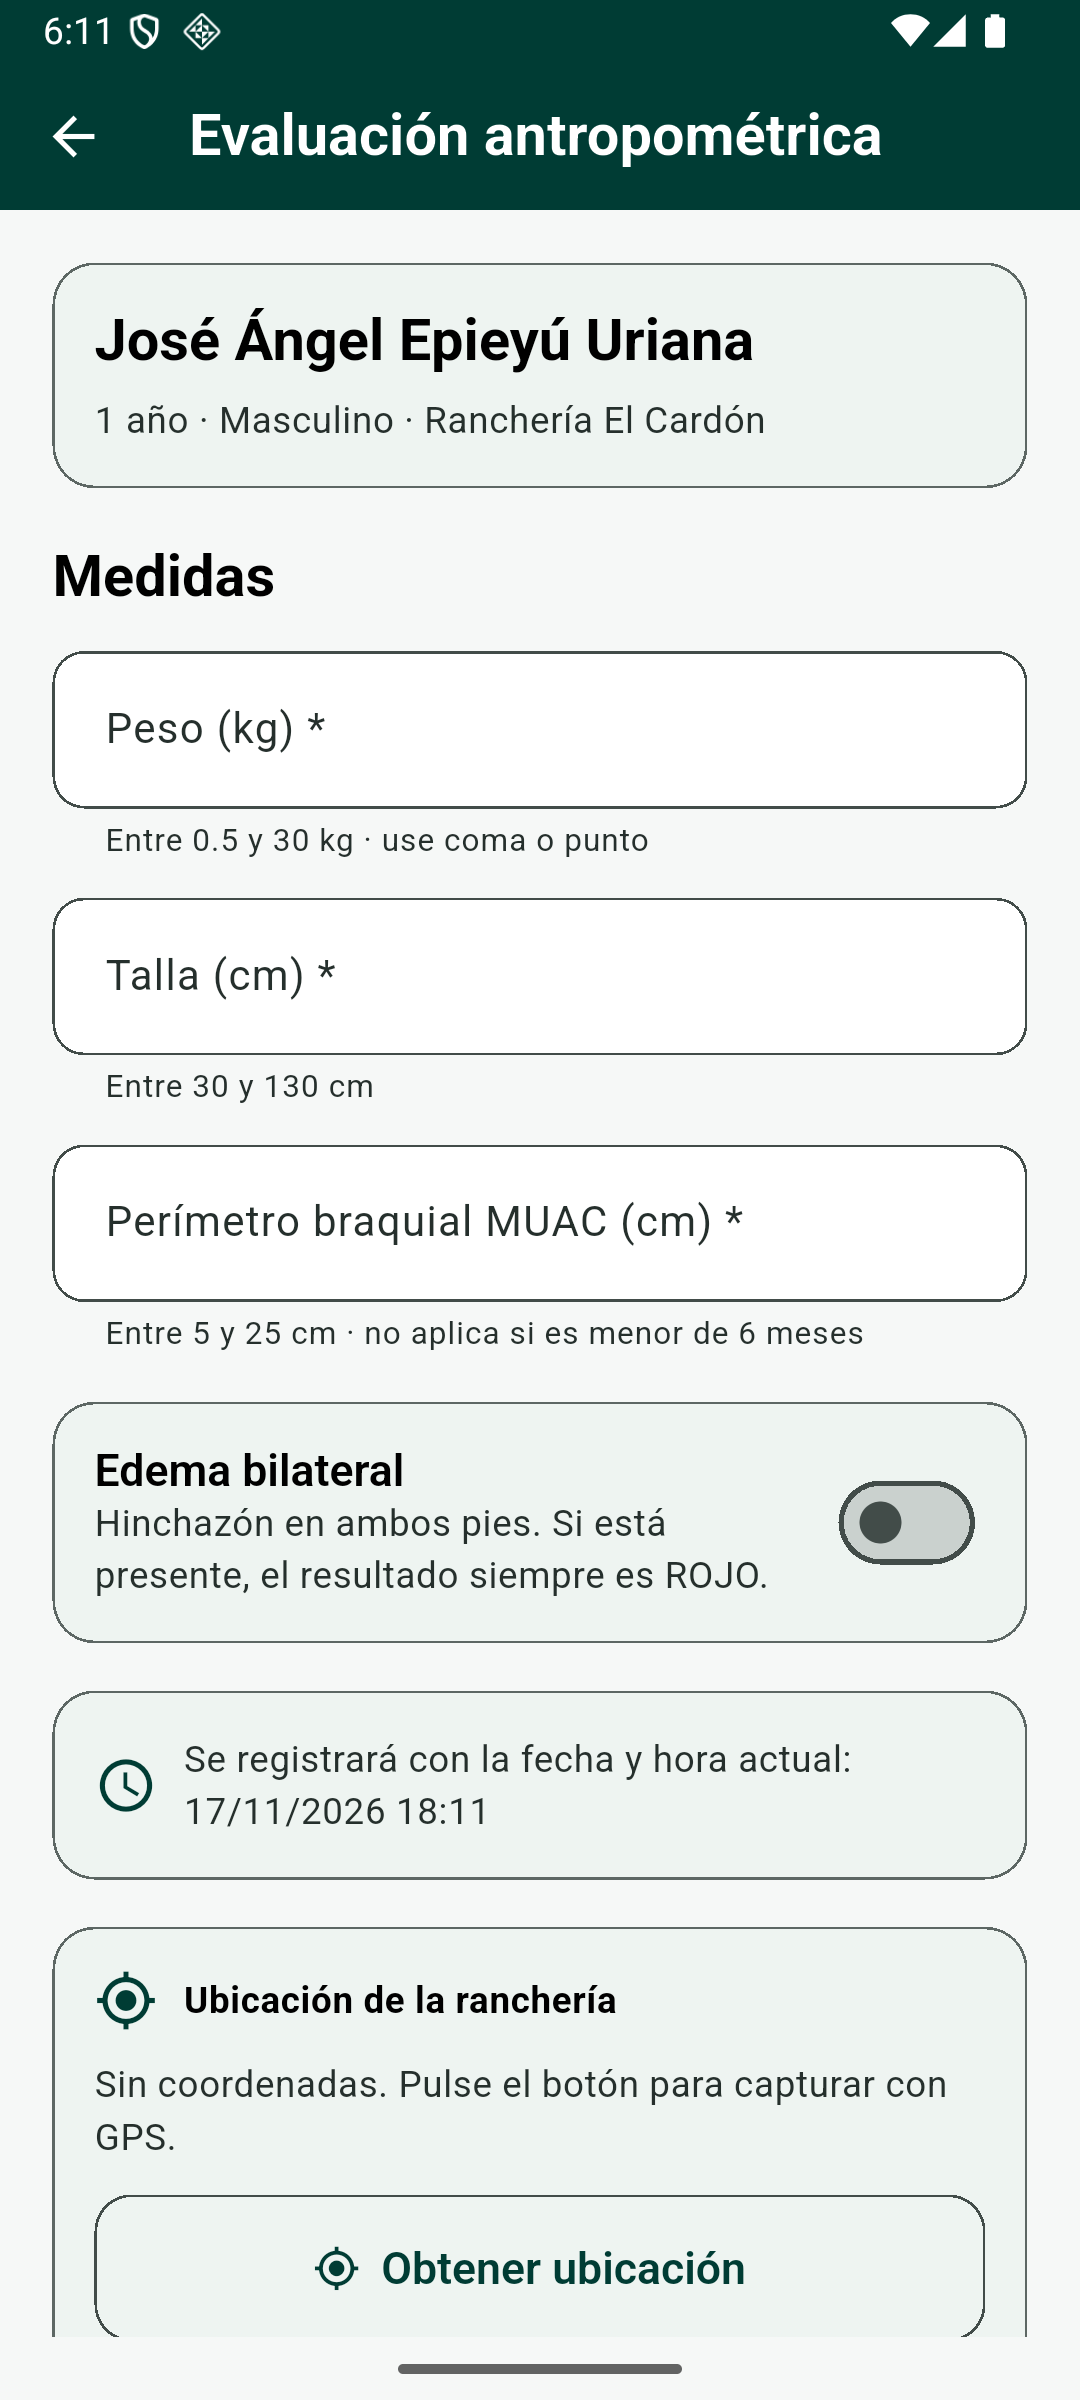 6:11
Evaluación antropométrica
José Ángel Epieyú Uriana
1 año · Masculino · Ranchería El Cardón
Medidas
Peso (kg) *
Entre 0.5 y 30 kg · use coma o punto
Talla (cm) *
Entre 30 y 130 cm
Perímetro braquial MUAC (cm) *
Entre 5 y 25 cm · no aplica si es menor de 6 meses
Edema bilateral
Hinchazón en ambos pies. Si está
presente, el resultado siempre es ROJO.
Se registrará con la fecha y hora actual:
17/11/2026 18:11
Ubicación de la ranchería
Sin coordenadas. Pulse el botón para capturar con
GPS.
Obtener ubicación